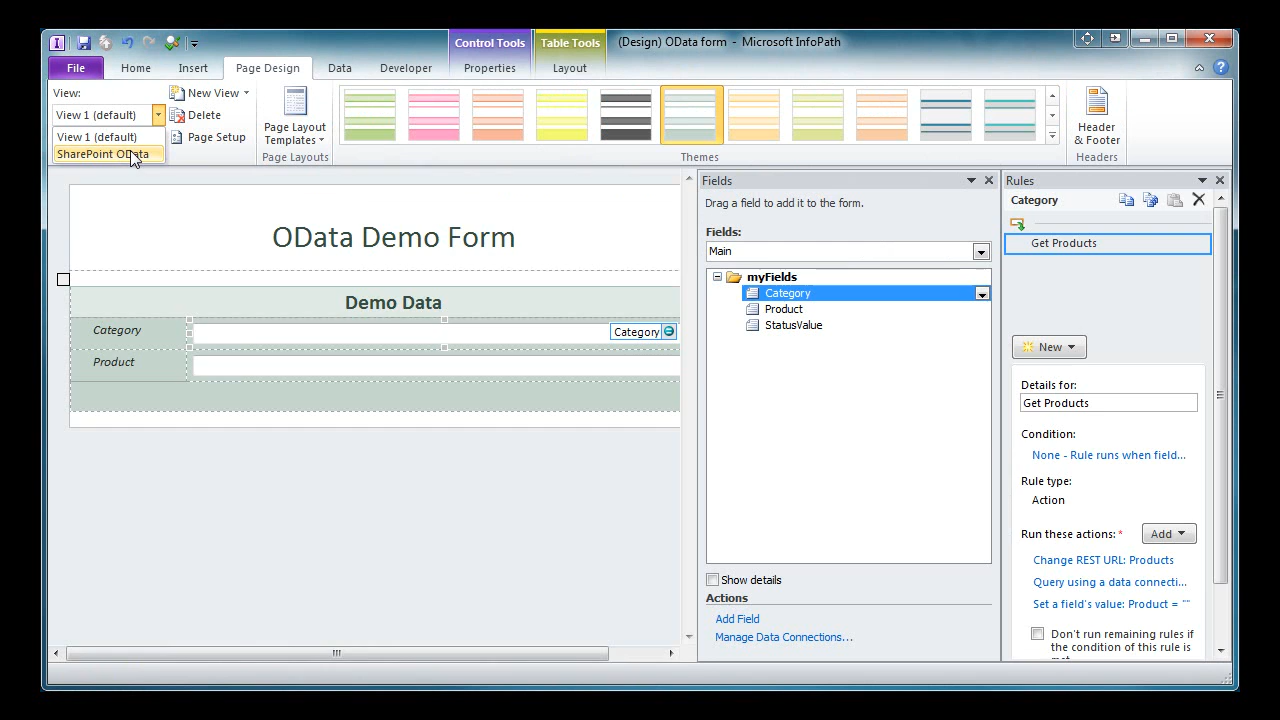 Control Tools
Table Tools
(Design) OData form - Microsoft InfoPath
File
Home
Insert
Page Design
Data
Developer
Properties
Layout
View:
View 1 (default)
View 1 (default)
SharePoint OData
New View
Delete
Page Setup
Page Layout
Templates
Page Layouts
Themes
Header
& Footer
Headers
OData Demo Form
Demo Data
Category
Category
Product
Fields
Drag a field to add it to the form.
Fields:
Main
myFields
Category
Product
StatusValue
Show details
Actions
Add Field
Manage Data Connections...
Rules
Category
Get Products
New
Details for:
Get Products
Condition:
None - Rule runs when field...
Rule type:
Action
Run these actions: *
Add
Change REST URL: Products
Query using a data connecti...
Set a field's value: Product = ""
Don't run remaining rules if
the condition of this rule is